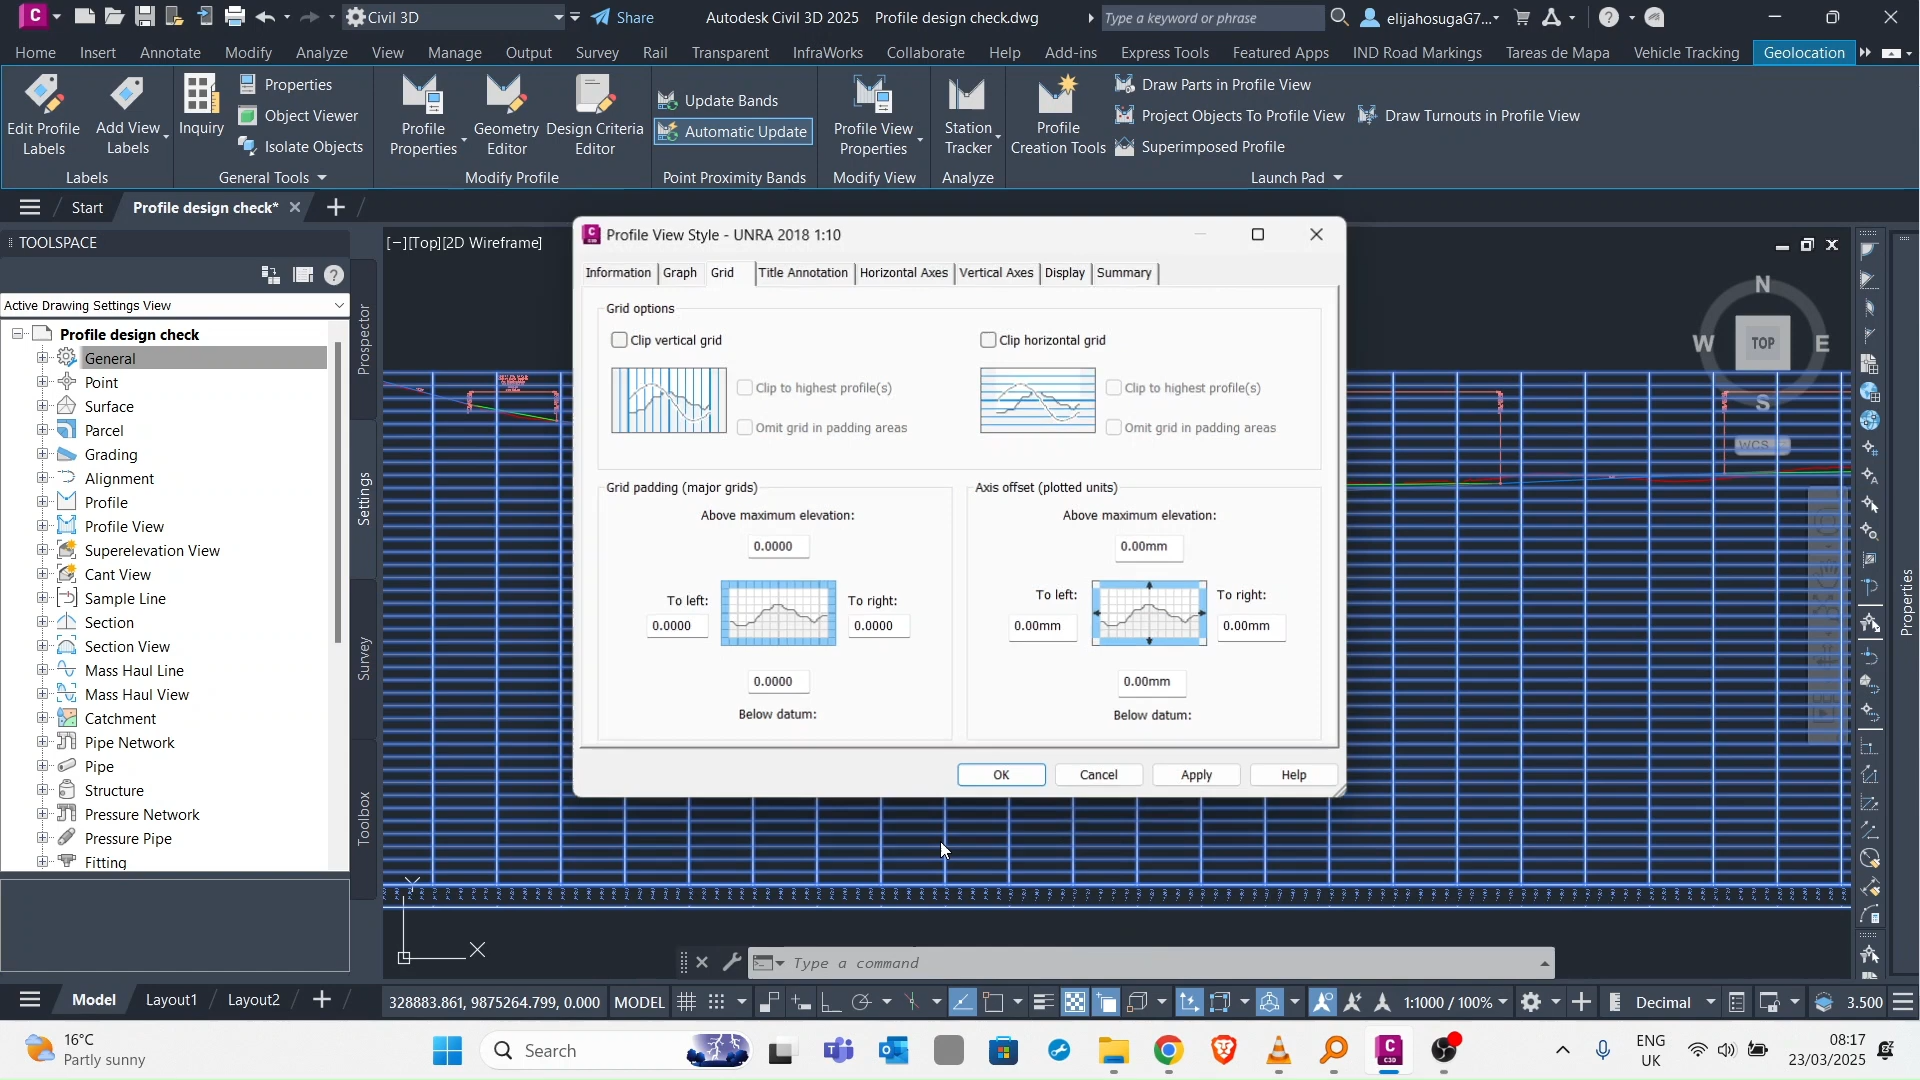 Civil 3D
Share
Autodesk Civil 3D 2025 Profile design check.dwg
Type a keyword or phrase
elijahosugaG7...
Home Insert Annotate Modify Analyze View Manage Output Survey Rail Transparent InfraWorks Collaborate Help Add-ins Express Tools Featured Apps IND Road Markings Tareas de Mapa Vehicle Tracking Geolocation
Edit Profile Labels
Add View Labels
Inquiry
Properties
Object Viewer
Isolate Objects
Profile Properties
Geometry Editor
Design Criteria Editor
Update Bands
Automatic Update
Profile View Properties
Station Tracker
Profile Creation Tools
Draw Parts in Profile View
Project Objects To Profile View
Draw Turnouts in Profile View
Superimposed Profile
Labels
General Tools
Modify Profile
Point Proximity Bands
Modify View
Analyze
Launch Pad
Start
Profile design check*
TOOLSPACE
Active Drawing Settings View
Profile design check
General
Point
Surface
Parcel
Grading
Alignment
Profile
Profile View
Superelevation View
Cant View
Sample Line
Section
Section View
Mass Haul Line
Mass Haul View
Catchment
Pipe Network
Pipe
Structure
Pressure Network
Pressure Pipe
Fitting
Prospector
Settings
Survey
Toolbox
[−][Top][2D Wireframe]
Profile View Style - UNRA 2018 1:10
Information Graph Grid Title Annotation Horizontal Axes Vertical Axes Display Summary
Grid options
Clip vertical grid
Clip to highest profile(s)
Omit grid in padding areas
Clip horizontal grid
Clip to highest profile(s)
Omit grid in padding areas
Grid padding (major grids)
Above maximum elevation:
0.0000
To left:
0.0000
To right:
0.0000
0.0000
Below datum:
Axis offset (plotted units)
Above maximum elevation:
0.00mm
To left:
0.00mm
To right:
0.00mm
0.00mm
Below datum:
OK
Cancel
Apply
Help
N
W
TOP
E
S
WCS
Properties
Type a command
Model Layout1 Layout2
328883.861, 9875264.799, 0.000
MODEL
1:1000 / 100%
Decimal
3.500
16°C
Partly sunny
Search
ENG
UK
08:17
23/03/2025